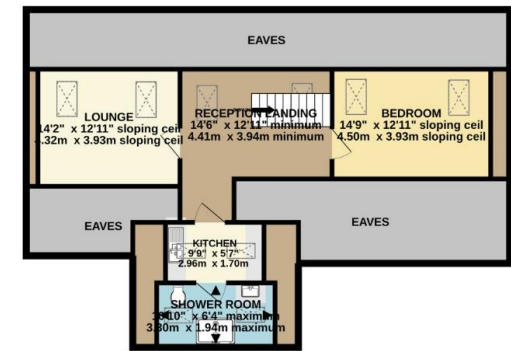 EAVES
LOUNGE
14'2" x 12'11" sloping ceil
4.32m x 3.93m sloping ceil
RECEPTION LANDING
14'6" x 12'11" minimum
4.41m x 3.94m minimum
BEDROOM
14'9" x 12'11" sloping ceil
4.50m x 3.93m sloping ceil
EAVES
EAVES
KITCHEN
9'9" x 5'7"
2.96m x 1.70m
SHOWER ROOM
x 6'4" maximum
x 1.94m maximum